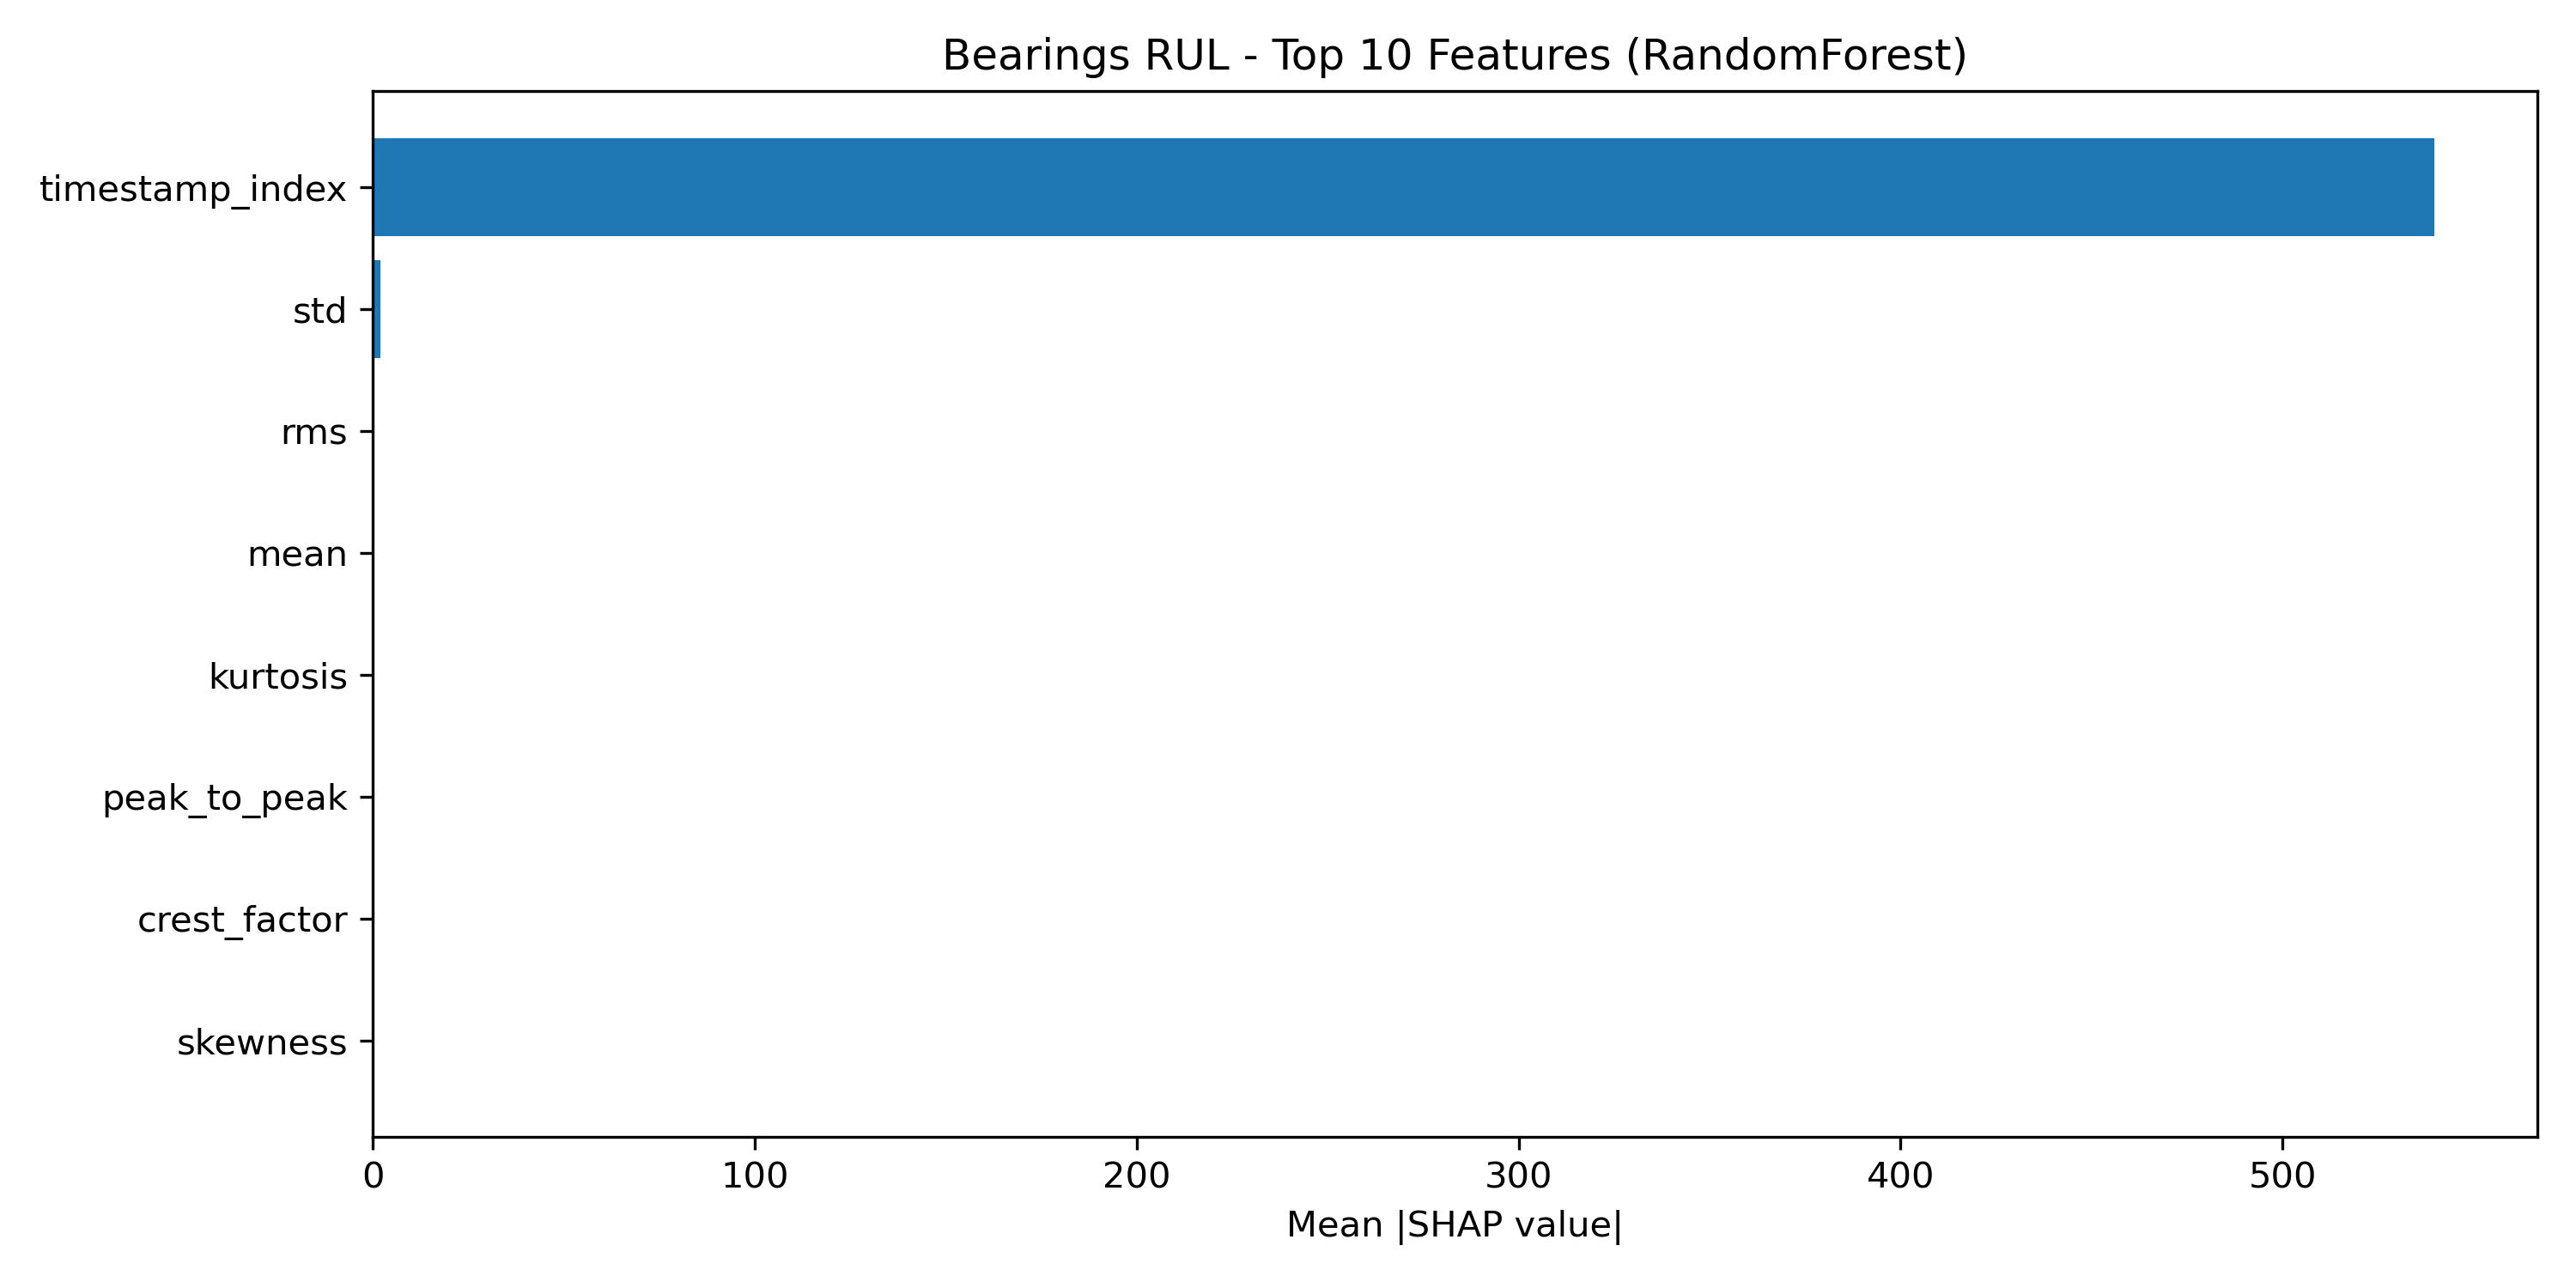 Bearings RUL - Top 10 Features (RandomForest)
timestamp_index
std
rms
mean
kurtosis
peak_to_peak
crest_factor
skewness
0 100 200 300 400 500
Mean |SHAP value|